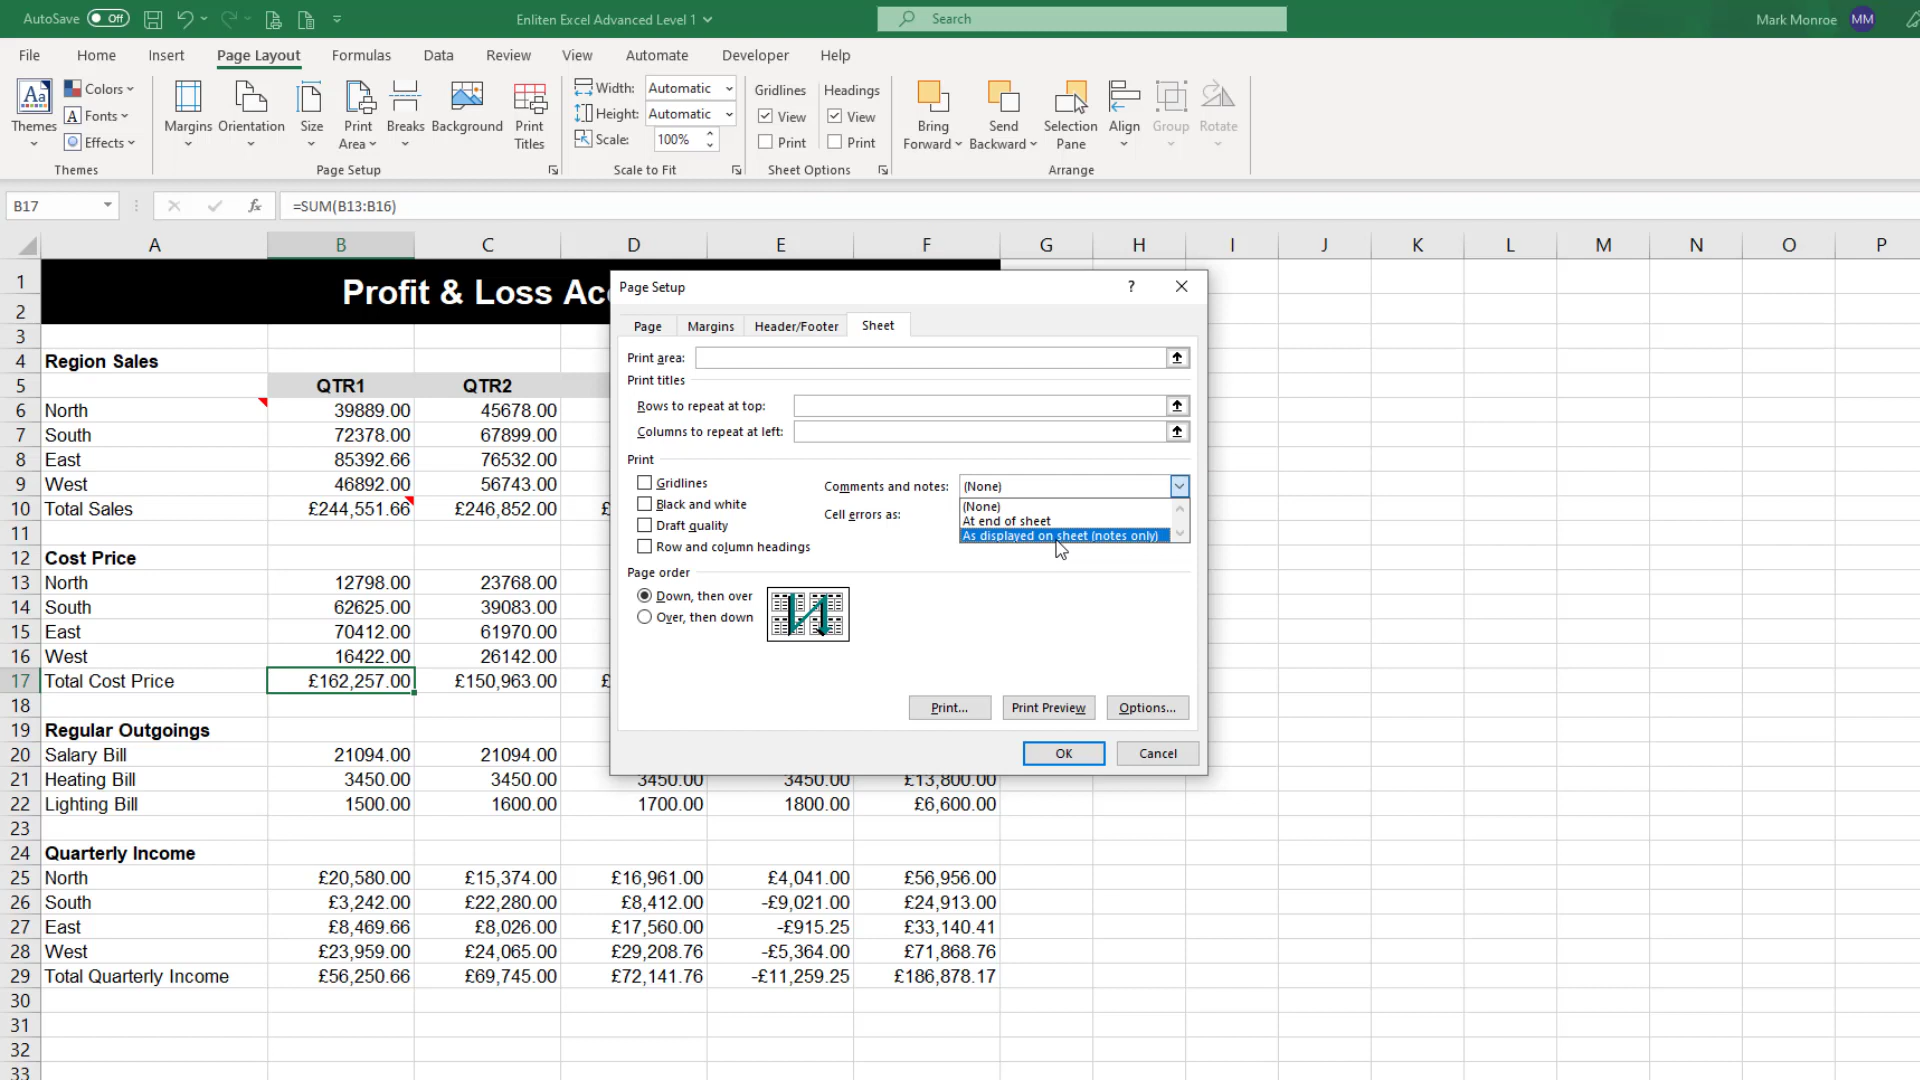 AutoSave Off
Enliten Excel Advanced Level 1
Search
Mark Monroe MM
File Home Insert Page Layout Formulas Data Review View Automate Developer Help
Themes
Colors
Fonts
Effects
Themes
Margins
Orientation
Size
Print Area
Breaks
Background
Print Titles
Page Setup
Width: Automatic
Height: Automatic
Scale: 100%
Scale to Fit
Gridlines
View
Print
Headings
View
Print
Sheet Options
Bring Forward
Send Backward
Selection Pane
Align
Group
Rotate
Arrange
B17 fx =SUM(B13:B16)
A B C D E F G H I J K L M N O P
1
2
Profit & Loss Acc
3
4 Region Sales
5 QTR1 QTR2
6 North 39889.00 45678.00
7 South 72378.00 67899.00
8 East 85392.66 76532.00
9 West 46892.00 56743.00
10 Total Sales £244,551.66 £246,852.00 £
11
12 Cost Price
13 North 12798.00 23768.00
14 South 62625.00 39083.00
15 East 70412.00 61970.00
16 West 16422.00 26142.00
17 Total Cost Price £162,257.00 £150,963.00 £
18
19 Regular Outgoings
20 Salary Bill 21094.00 21094.00
21 Heating Bill 3450.00 3450.00 3450.00 3450.00 £13,800.00
22 Lighting Bill 1500.00 1600.00 1700.00 1800.00 £6,600.00
23
24 Quarterly Income
25 North £20,580.00 £15,374.00 £16,961.00 £4,041.00 £56,956.00
26 South £3,242.00 £22,280.00 £8,412.00 -£9,021.00 £24,913.00
27 East £8,469.66 £8,026.00 £17,560.00 -£915.25 £33,140.41
28 West £23,959.00 £24,065.00 £29,208.76 -£5,364.00 £71,868.76
29 Total Quarterly Income £56,250.66 £69,745.00 £72,141.76 -£11,259.25 £186,878.17
30
31
32
33
Page Setup ?
Page Margins Header/Footer Sheet
Print area:
Print titles
Rows to repeat at top:
Columns to repeat at left:
Print
Gridlines
Black and white
Draft quality
Row and column headings
Comments and notes: (None)
(None)
At end of sheet
As displayed on sheet (notes only)
Cell errors as:
Page order
Down, then over
Over, then down
Print... Print Preview Options...
OK Cancel